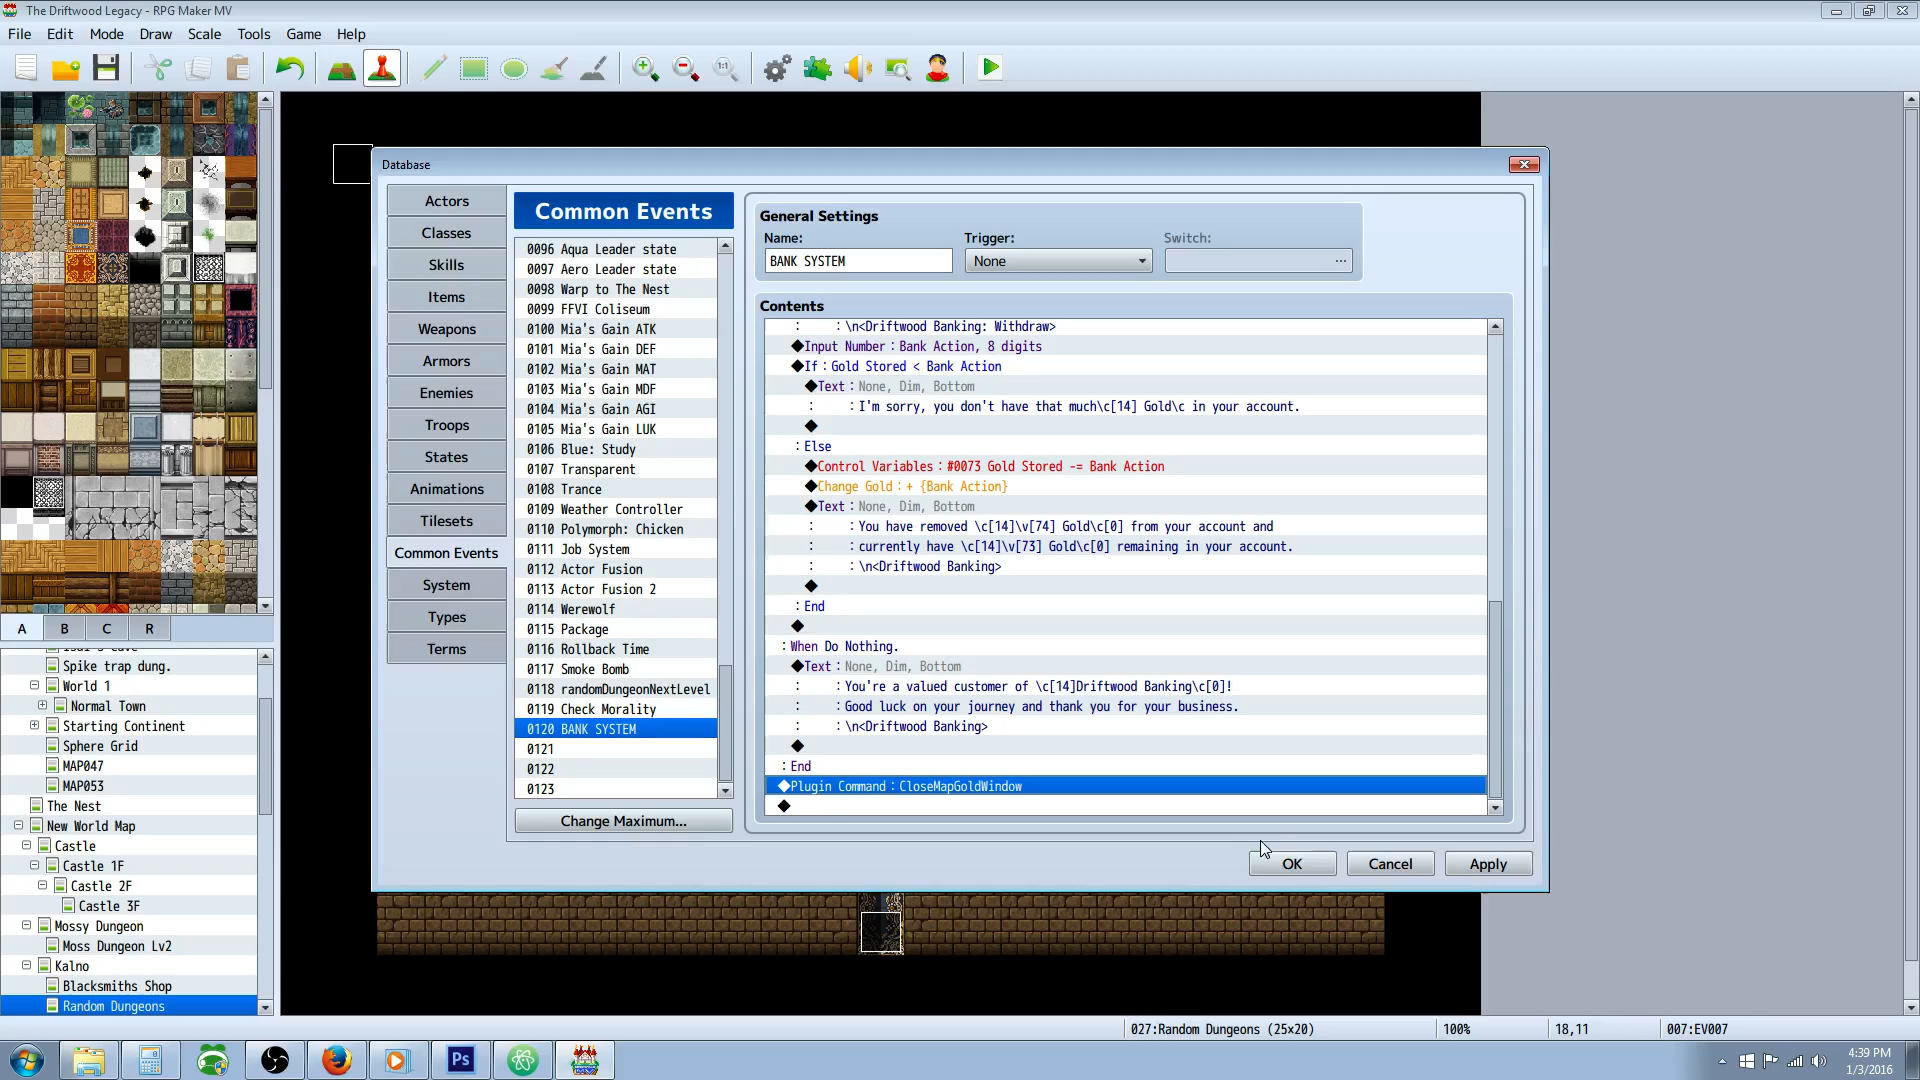 The Driftwood Legacy - RPG Maker MV
File Edit Mode Draw Scale Tools Game Help
1:1
A B C R
Spike trap dung.
World 1
Normal Town
Starting Continent
Sphere Grid
MAP047
MAP053
The Nest
New World Map
Castle
Castle 1F
Castle 2F
Castle 3F
Mossy Dungeon
Moss Dungeon Lv2
Kalno
Blacksmiths Shop
Random Dungeons
Database
Actors
Classes
Skills
Items
Weapons
Armors
Enemies
Troops
States
Animations
Tilesets
Common Events
System
Types
Terms
Common Events
0096 Aqua Leader state
0097 Aero Leader state
0098 Warp to The Nest
0099 FFVI Coliseum
0100 Mia's Gain ATK
0101 Mia's Gain DEF
0102 Mia's Gain MAT
0103 Mia's Gain MDF
0104 Mia's Gain AGI
0105 Mia's Gain LUK
0106 Blue: Study
0107 Transparent
0108 Trance
0109 Weather Controller
0110 Polymorph: Chicken
0111 Job System
0112 Actor Fusion
0113 Actor Fusion 2
0114 Werewolf
0115 Package
0116 Rollback Time
0117 Smoke Bomb
0118 randomDungeonNextLevel
0119 Check Morality
0120 BANK SYSTEM
0121
0122
0123
Change Maximum...
General Settings
Name: Trigger: Switch:
BANK SYSTEM None ...
Contents
: : \n<Driftwood Banking: Withdraw>
◆Input Number : Bank Action, 8 digits
◆If : Gold Stored < Bank Action
◆Text : None, Dim, Bottom
: : I'm sorry, you don't have that much\c[14] Gold\c in your account.
◆
: Else
◆Control Variables : #0073 Gold Stored -= Bank Action
◆Change Gold : + {Bank Action}
◆Text : None, Dim, Bottom
: : You have removed \c[14]\v[74] Gold\c[0] from your account and
: : currently have \c[14]\v[73] Gold\c[0] remaining in your account.
: : \n<Driftwood Banking>
◆
: End
◆
: When Do Nothing.
◆Text : None, Dim, Bottom
: : You're a valued customer of \c[14]Driftwood Banking\c[0]!
: : Good luck on your journey and thank you for your business.
: : \n<Driftwood Banking>
◆
: End
◆Plugin Command : CloseMapGoldWindow
◆
OK Cancel Apply
027:Random Dungeons (25x20) 100% 18,11 007:EV007
Ps
4:39 PM
1/3/2016